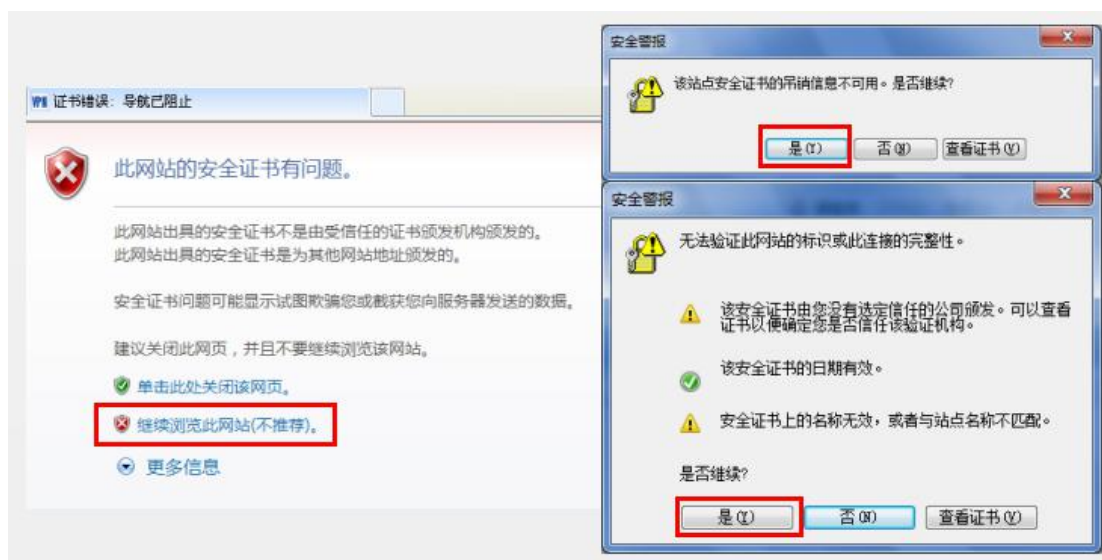 证书错误: 导航已阻止
此网站的安全证书有问题。
此网站出具的安全证书不是由受信任的证书颁发机构颁发的。
此网站出具的安全证书是为其他网站地址颁发的。
安全证书问题可能显示试图欺骗您或截获您向服务器发送的数据。
建议关闭此网页，并且不要继续浏览该网站。
单击此处关闭该网页。
继续浏览此网站(不推荐)。
更多信息
安全警报
该站点安全证书的吊销信息不可用。是否继续?
是(Y) 否(N) 查看证书(V)
安全警报
无法验证此网站的标识或此连接的完整性。
该安全证书由您没有选定信任的公司颁发。可以查看
证书以便确定您是否信任该验证机构。
该安全证书的日期有效。
安全证书上的名称无效，或者与站点名称不匹配。
是否继续?
是(Y) 否(N) 查看证书(V)